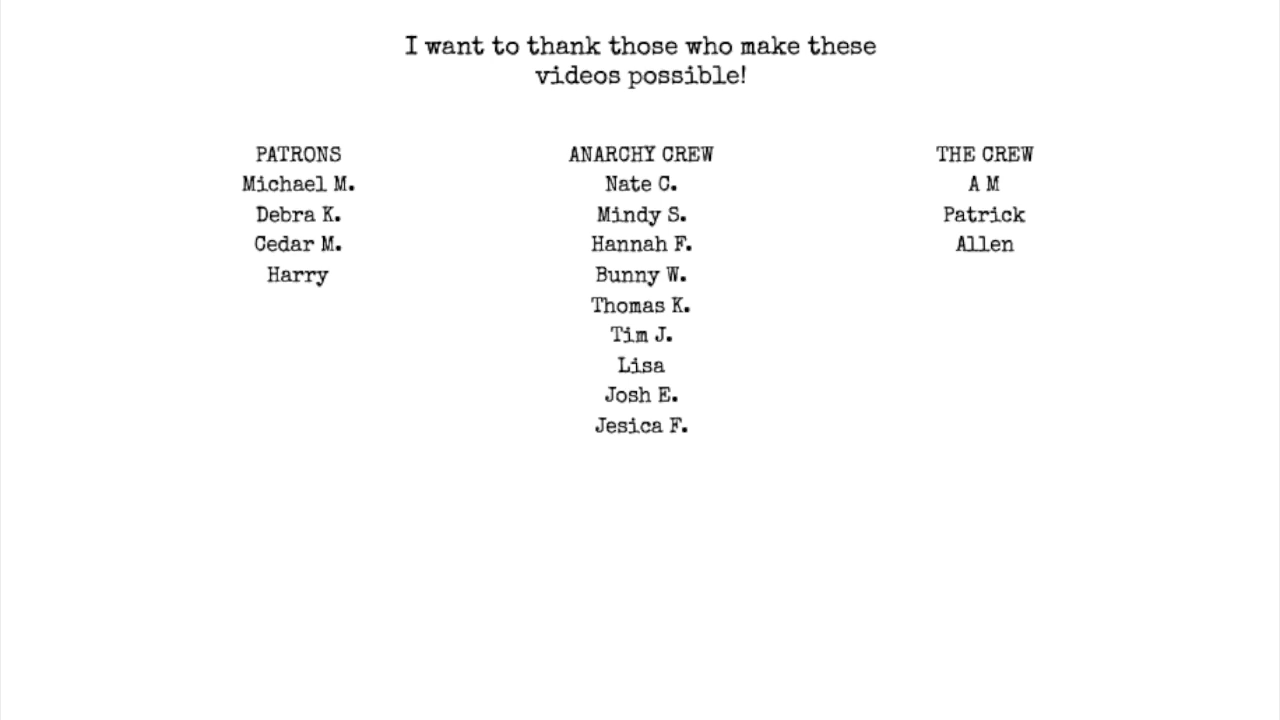 I want to thank those who make these
videos possible!
PATRONS
Michael M.
Debra K.
Cedar M.
Harry
ANARCHY CREW
Nate C.
Mindy S.
Hannah F.
Bunny W.
Thomas K.
Tim J.
Lisa
Josh E.
Jesica F.
THE CREW
A M
Patrick
Allen